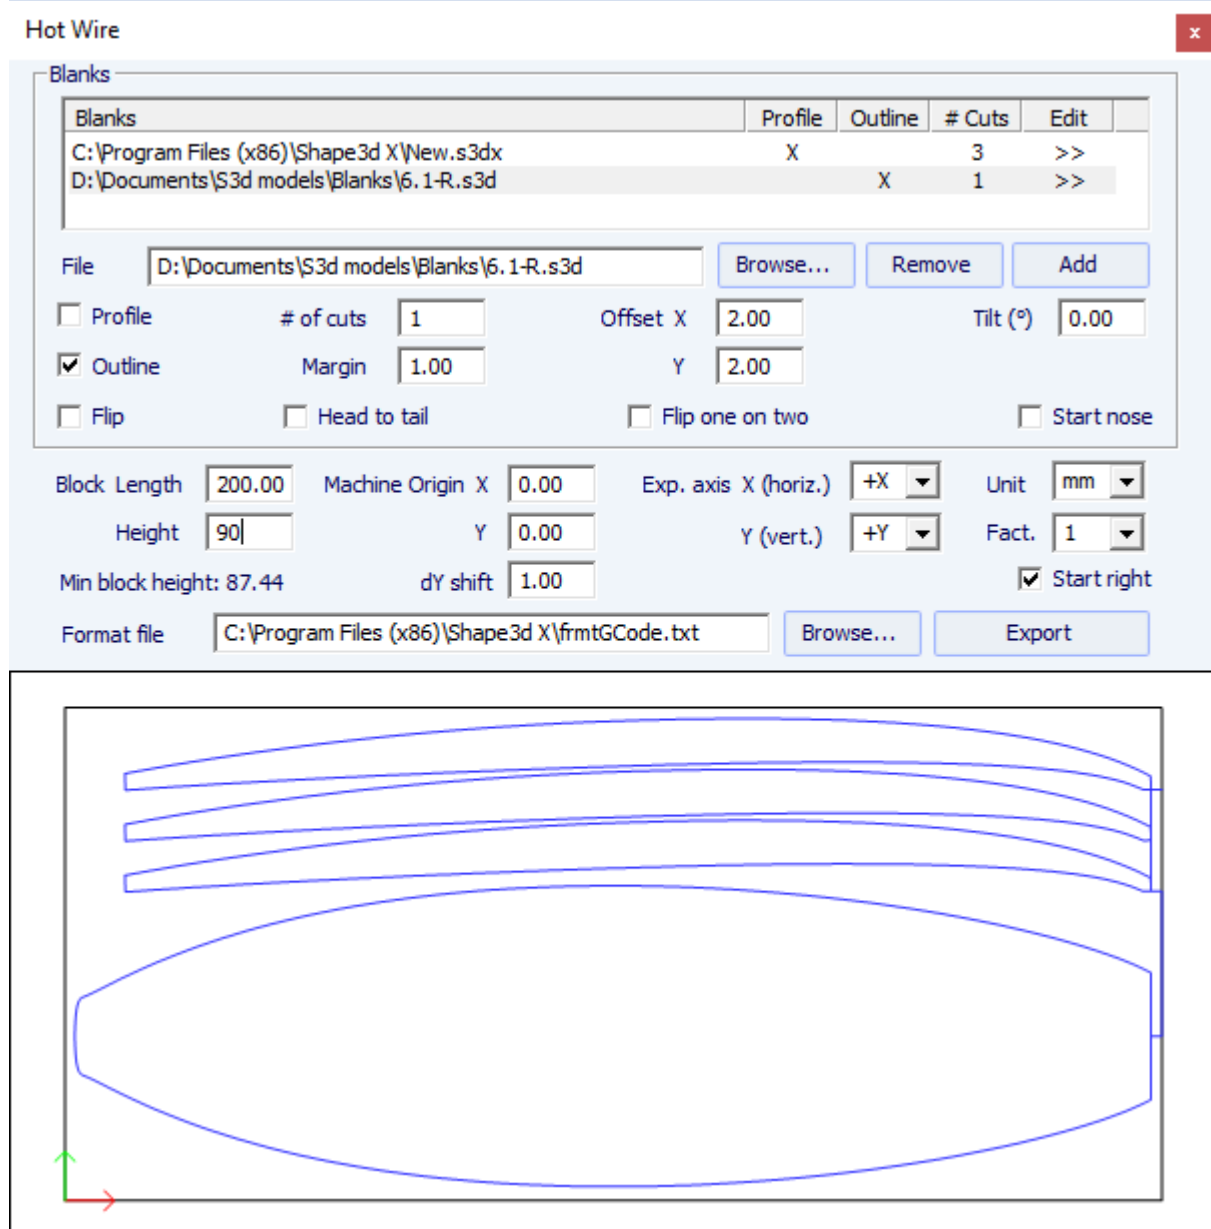 Hot Wire
x
Blanks
Blanks Profile Outline # Cuts Edit
C:\Program Files (x86)\Shape3d X\New.s3dx X 3 >>
D:\Documents\S3d models\Blanks\6.1-R.s3d X 1 >>
File D:\Documents\S3d models\Blanks\6.1-R.s3d Browse... Remove Add
Profile # of cuts 1 Offset X 2.00 Tilt (°) 0.00
Outline Margin 1.00 Y 2.00
Flip Head to tail Flip one on two Start nose
Block Length 200.00 Machine Origin X 0.00 Exp. axis X (horiz.) +X Unit mm
Height 90 Y 0.00 Y (vert.) +Y Fact. 1
Min block height: 87.44 dY shift 1.00 Start right
Format file C:\Program Files (x86)\Shape3d X\frmtGCode.txt Browse... Export